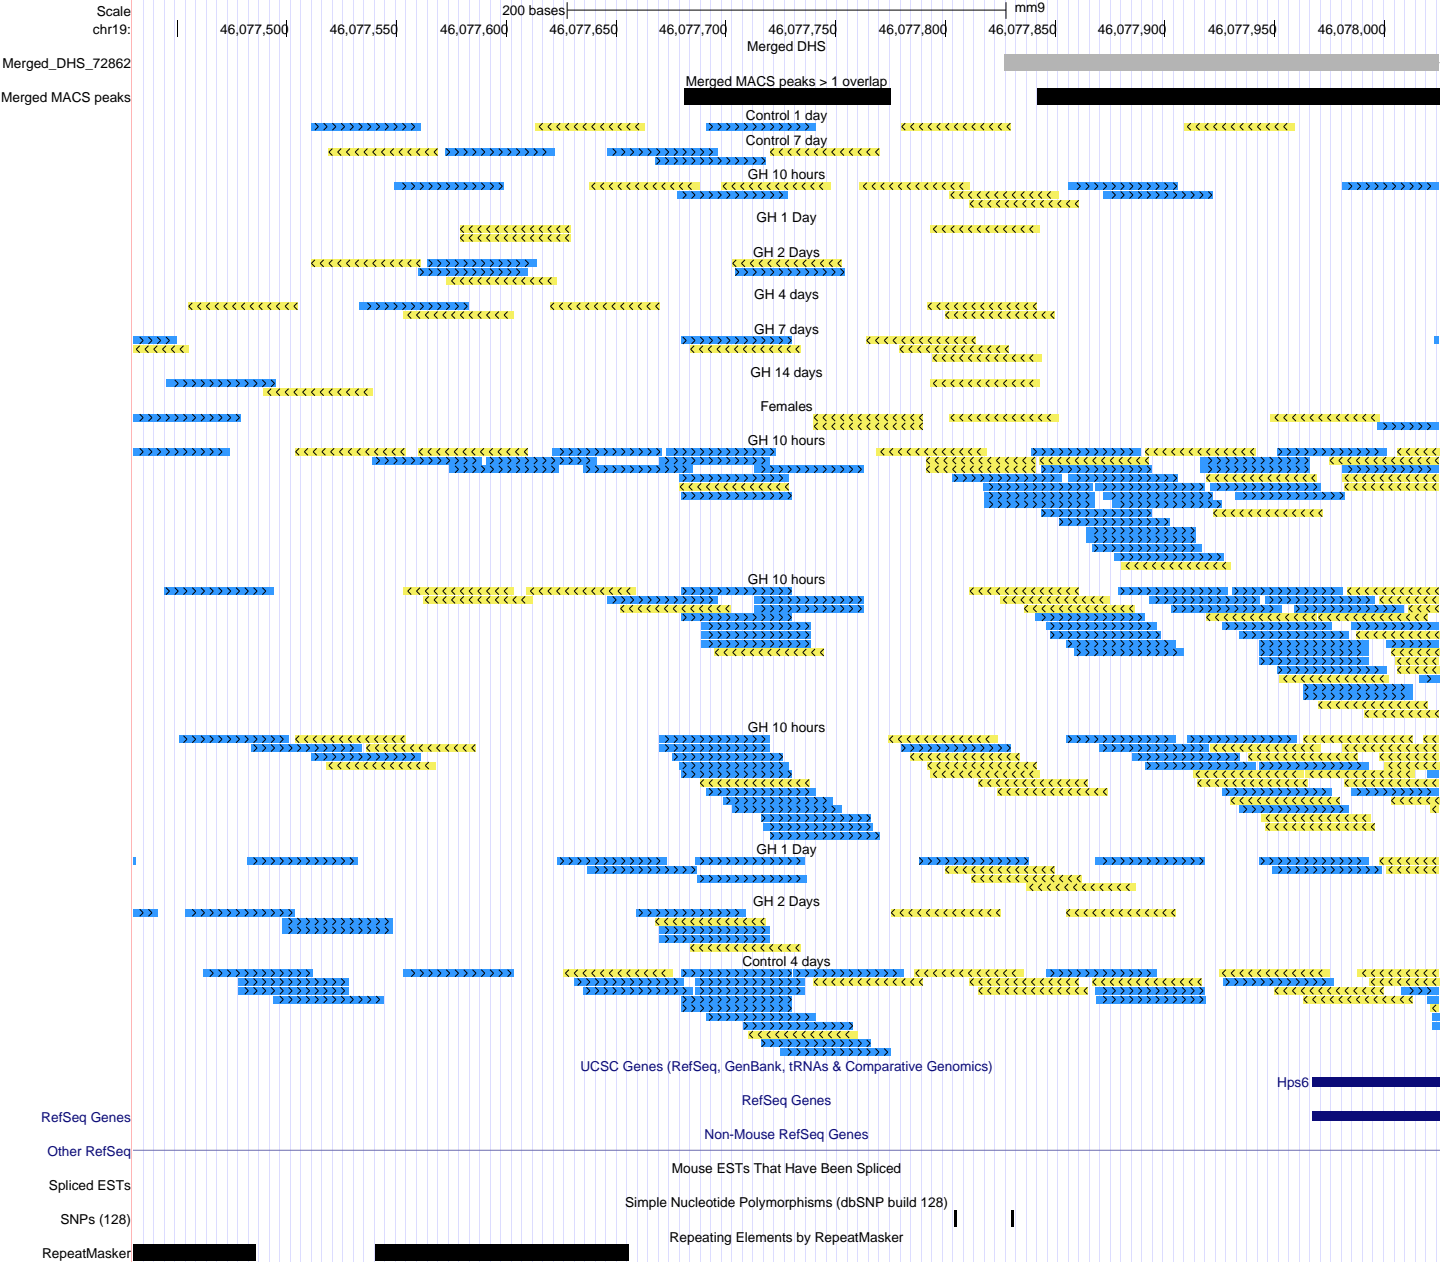 Scale 200 bases mm9
chr19: 46,077,500 46,077,550 46,077,600 46,077,650 46,077,700 46,077,750 46,077,800 46,077,850 46,077,900 46,077,950 46,078,000
Merged DHS
Merged_DHS_72862
Merged MACS peaks > 1 overlap
Merged MACS peaks
Control 1 day
Control 7 day
GH 10 hours
GH 1 Day
GH 2 Days
GH 4 days
GH 7 days
GH 14 days
Females
GH 10 hours
GH 10 hours
GH 10 hours
GH 1 Day
GH 2 Days
Control 4 days
UCSC Genes (RefSeq, GenBank, tRNAs & Comparative Genomics)
Hps6
RefSeq Genes
RefSeq Genes
Non-Mouse RefSeq Genes
Other RefSeq
Mouse ESTs That Have Been Spliced
Spliced ESTs
Simple Nucleotide Polymorphisms (dbSNP build 128)
SNPs (128)
Repeating Elements by RepeatMasker
RepeatMasker